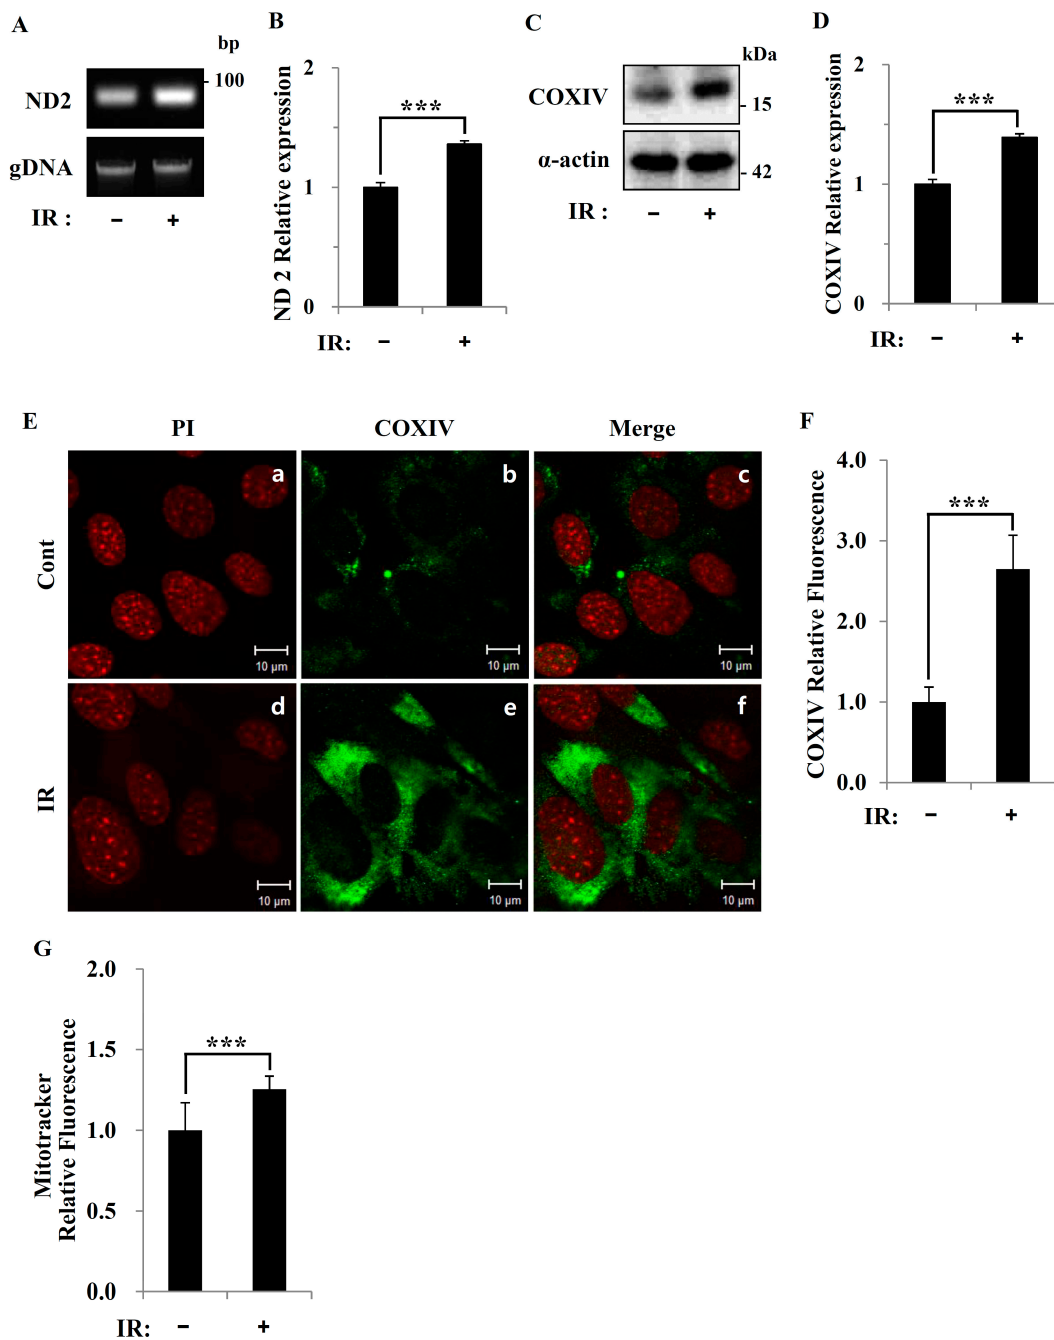 A
bp
100
ND2
gDNA
IR : − +
B
ND 2 Relative expression
2
1
0
***
IR: − +
C
kDa
COXIV
- 15
α-actin
- 42
IR : − +
D
COXIV Relative expression
2
1
0
***
IR: − +
E
PI COXIV Merge
Cont
a
10 μm
b
10 μm
c
10 μm
IR
d
10 μm
e
10 μm
f
10 μm
F
COXIV Relative Fluorescence
4.0
3.0
2.0
1.0
0.0
***
IR: − +
G
Mitotracker
Relative Fluorescence
2.0
1.5
1.0
0.5
0.0
***
IR: − +